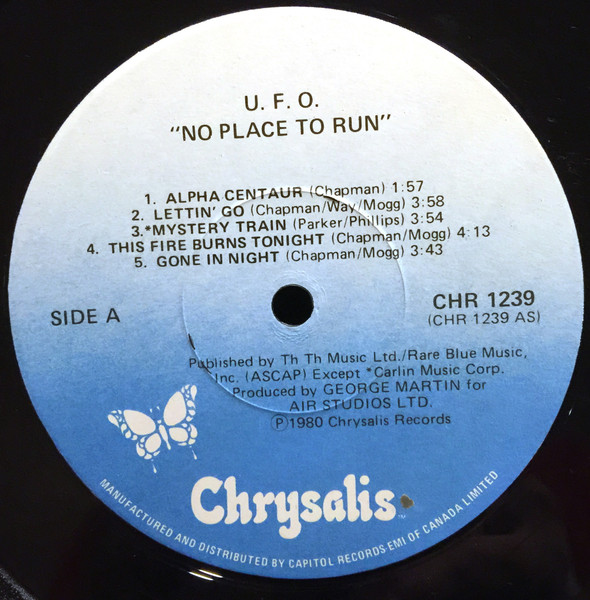 U. F. O.
"NO PLACE TO RUN"
1. ALPHA CENTAUR (Chapman) 1:57
2. LETTIN' GO (Chapman/Way/Mogg) 3:58
3.*MYSTERY TRAIN (Parker/Phillips) 3:54
4. THIS FIRE BURNS TONIGHT (Chapman/Mogg) 4:13
5. GONE IN NIGHT (Chapman/Mogg) 3:43
SIDE A
CHR 1239
(CHR 1239 AS)
Published by Th Th Music Ltd./Rare Blue Music,
Inc. (ASCAP) Except *Carlin Music Corp.
Produced by GEORGE MARTIN for
AIR STUDIOS LTD.
Ⓟ1980 Chrysalis Records
Chrysalis TM
MANUFACTURED AND DISTRIBUTED BY CAPITOL RECORDS EMI OF CANADA LIMITED